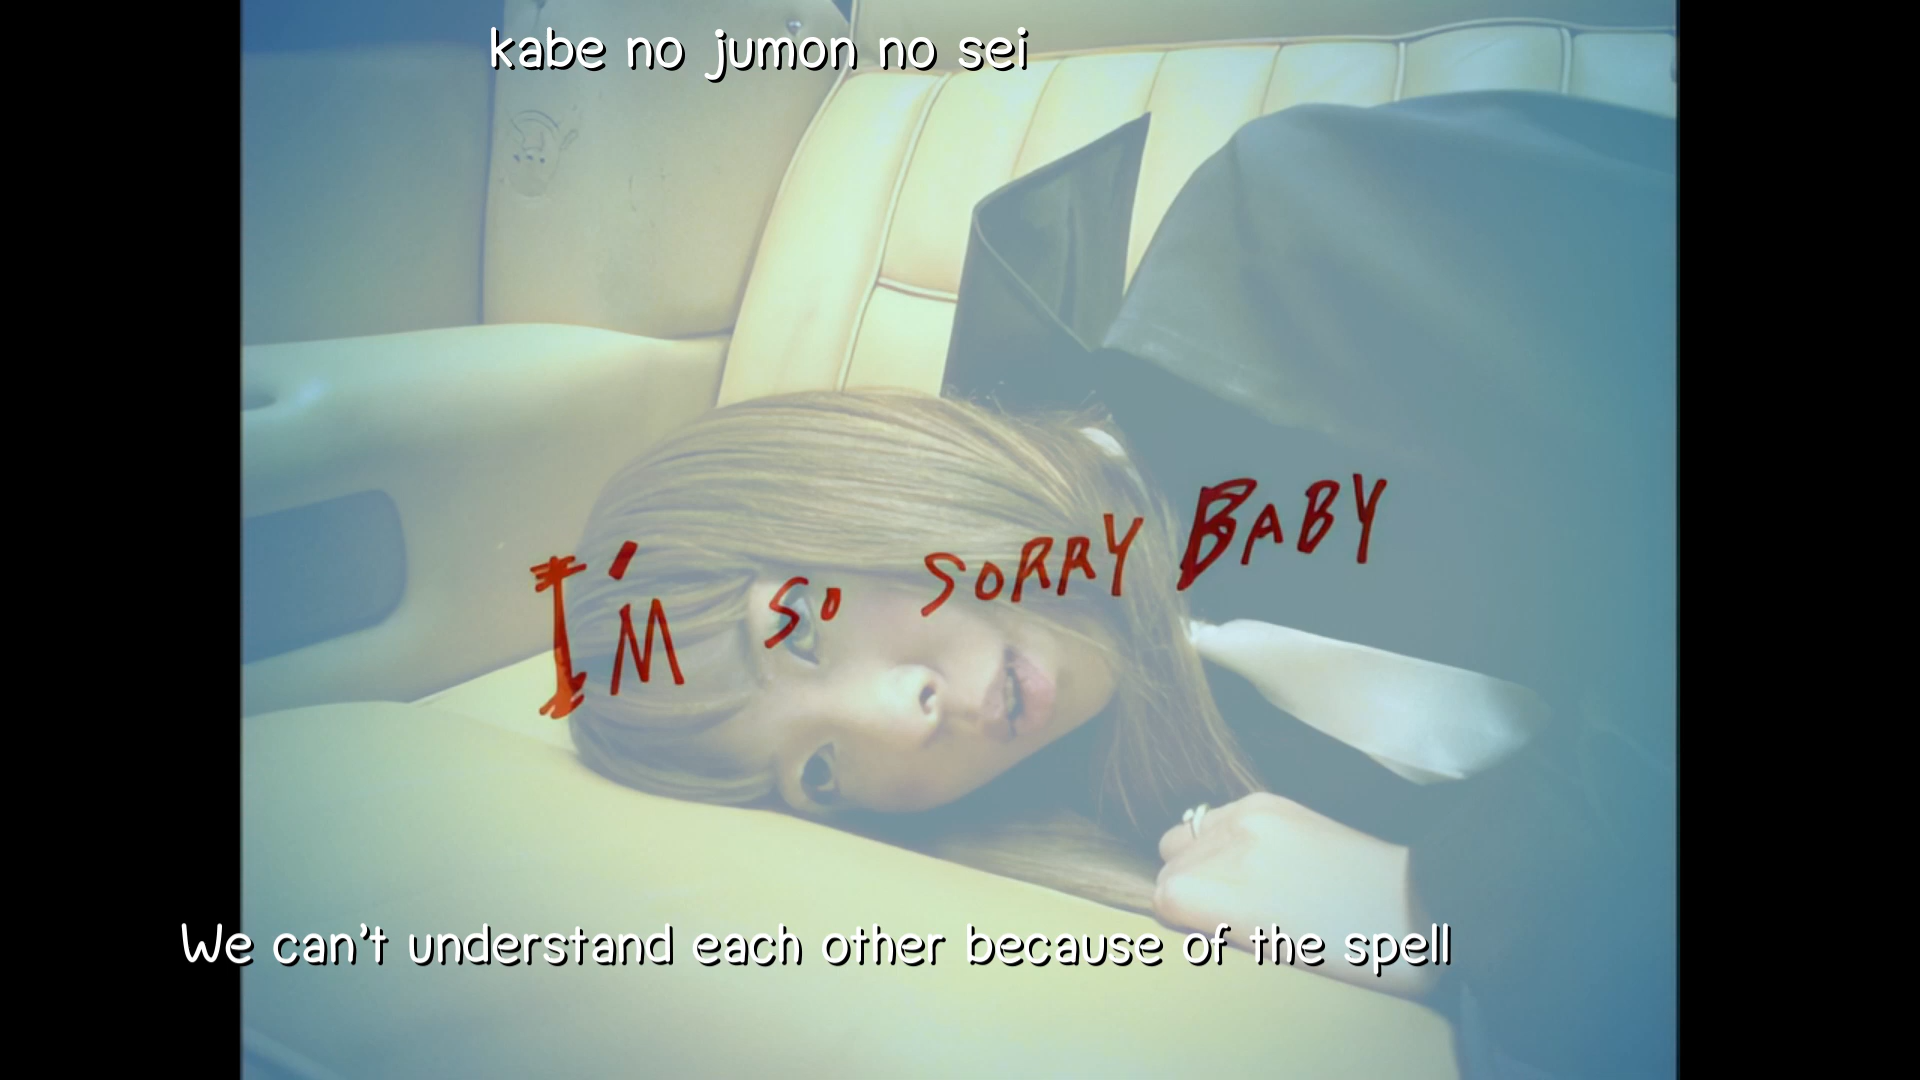 kabe no jumon no sei
I'M SO SORRY BABY
We can't understand each other because of the spell